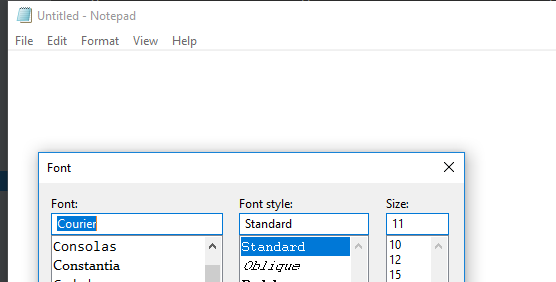 Untitled - Notepad
File Edit Format View Help
Font
Font: Font style: Size:
Courier Standard 11
Consolas Standard 10
Constantia Oblique 12
15